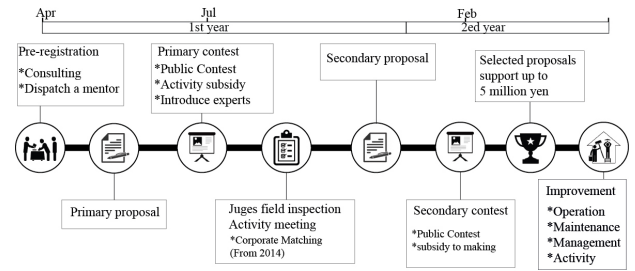 Apr
Jul
Feb
1st year
2ed year
Pre-registration
*Consulting
*Dispatch a mentor
Primary contest
*Public Contest
*Activity subsidy
*Introduce experts
Secondary proposal
Selected proposals
support up to
5 million yen
Primary proposal
Juges field inspection
Activity meeting
*Corporate Matching
(From 2014)
Secondary contest
*Public Contest
*subsidy to making
Improvement
*Operation
*Maintenance
*Management
*Activity